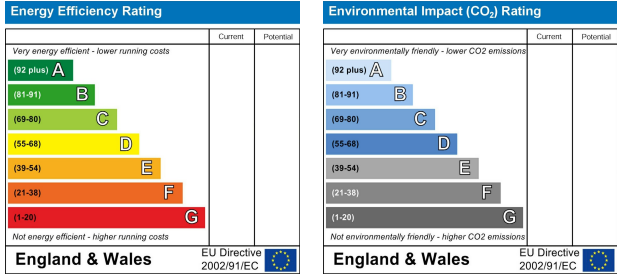 Energy Efficiency Rating
Current Potential
Very energy efficient - lower running costs
(92 plus) A
(81-91) B
(69-80) C
(55-68) D
(39-54) E
(21-38) F
(1-20) G
Not energy efficient - higher running costs
England & Wales
EU Directive
2002/91/EC
Environmental Impact (CO₂) Rating
Current Potential
Very environmentally friendly - lower CO2 emissions
(92 plus) A
(81-91) B
(69-80) C
(55-68) D
(39-54) E
(21-38) F
(1-20) G
Not environmentally friendly - higher CO2 emissions
England & Wales
EU Directive
2002/91/EC